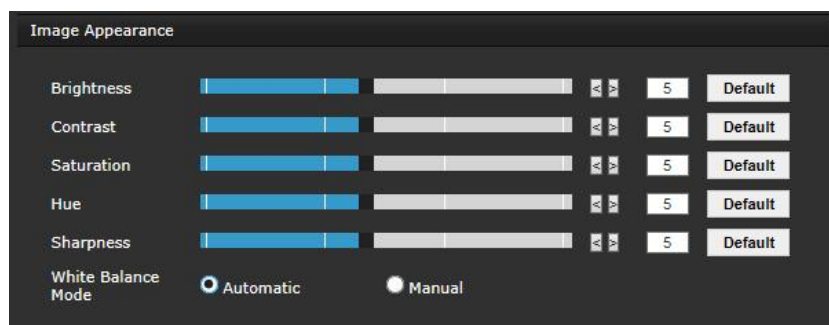 Image Appearance
Brightness < > 5 Default
Contrast < > 5 Default
Saturation < > 5 Default
Hue < > 5 Default
Sharpness < > 5 Default
White Balance
Mode
Automatic Manual